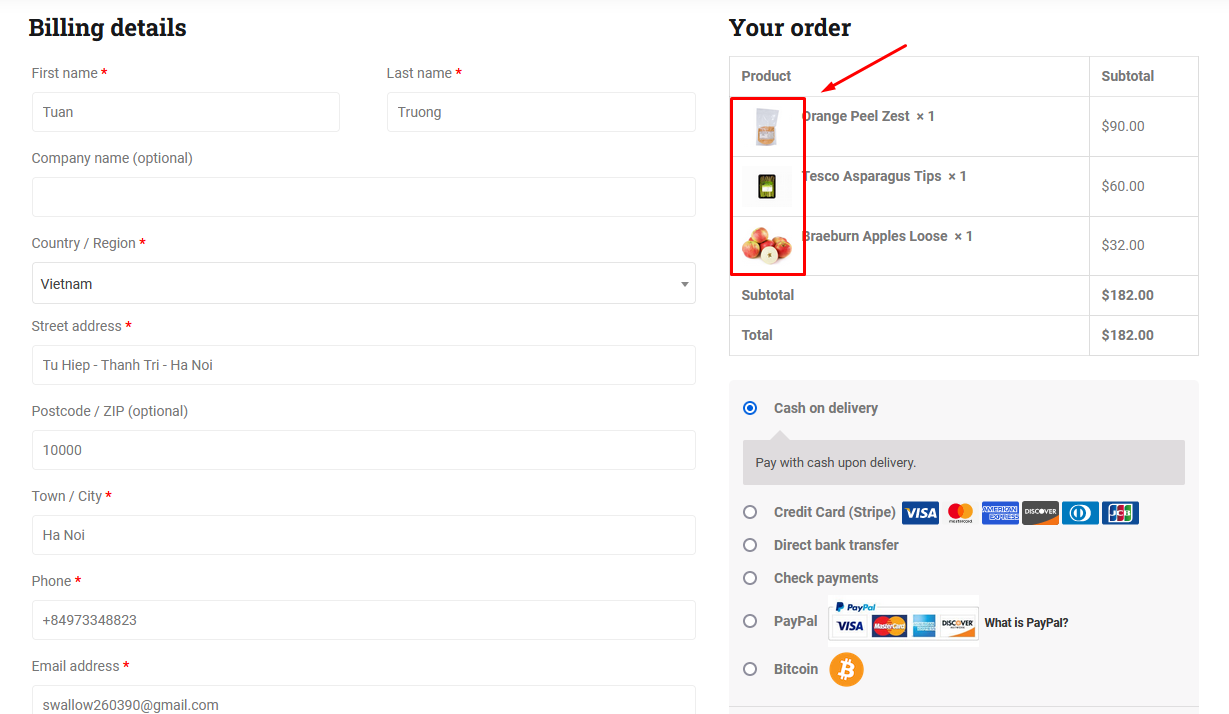 Billing details
First name *
Last name *
Tuan
Truong
Company name (optional)
Country / Region *
Vietnam
Street address *
Tu Hiep - Thanh Tri - Ha Noi
Postcode / ZIP (optional)
10000
Town / City *
Ha Noi
Phone *
+84973348823
Email address *
swallow260390@gmail.com
Your order
Product Subtotal
Orange Peel Zest × 1 $90.00
Tesco Asparagus Tips × 1 $60.00
Braeburn Apples Loose × 1 $32.00
Subtotal $182.00
Total $182.00
Cash on delivery
Pay with cash upon delivery.
Credit Card (Stripe) VISA mastercard AMERICAN EXPRESS DISCOVER JCB
Direct bank transfer
Check payments
PayPal PayPal VISA MasterCard DISCOVER What is PayPal?
Bitcoin